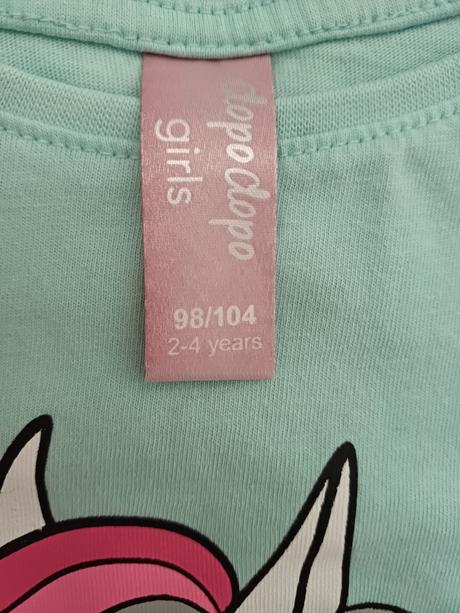 dopodopo
girls
98/104
2-4 years